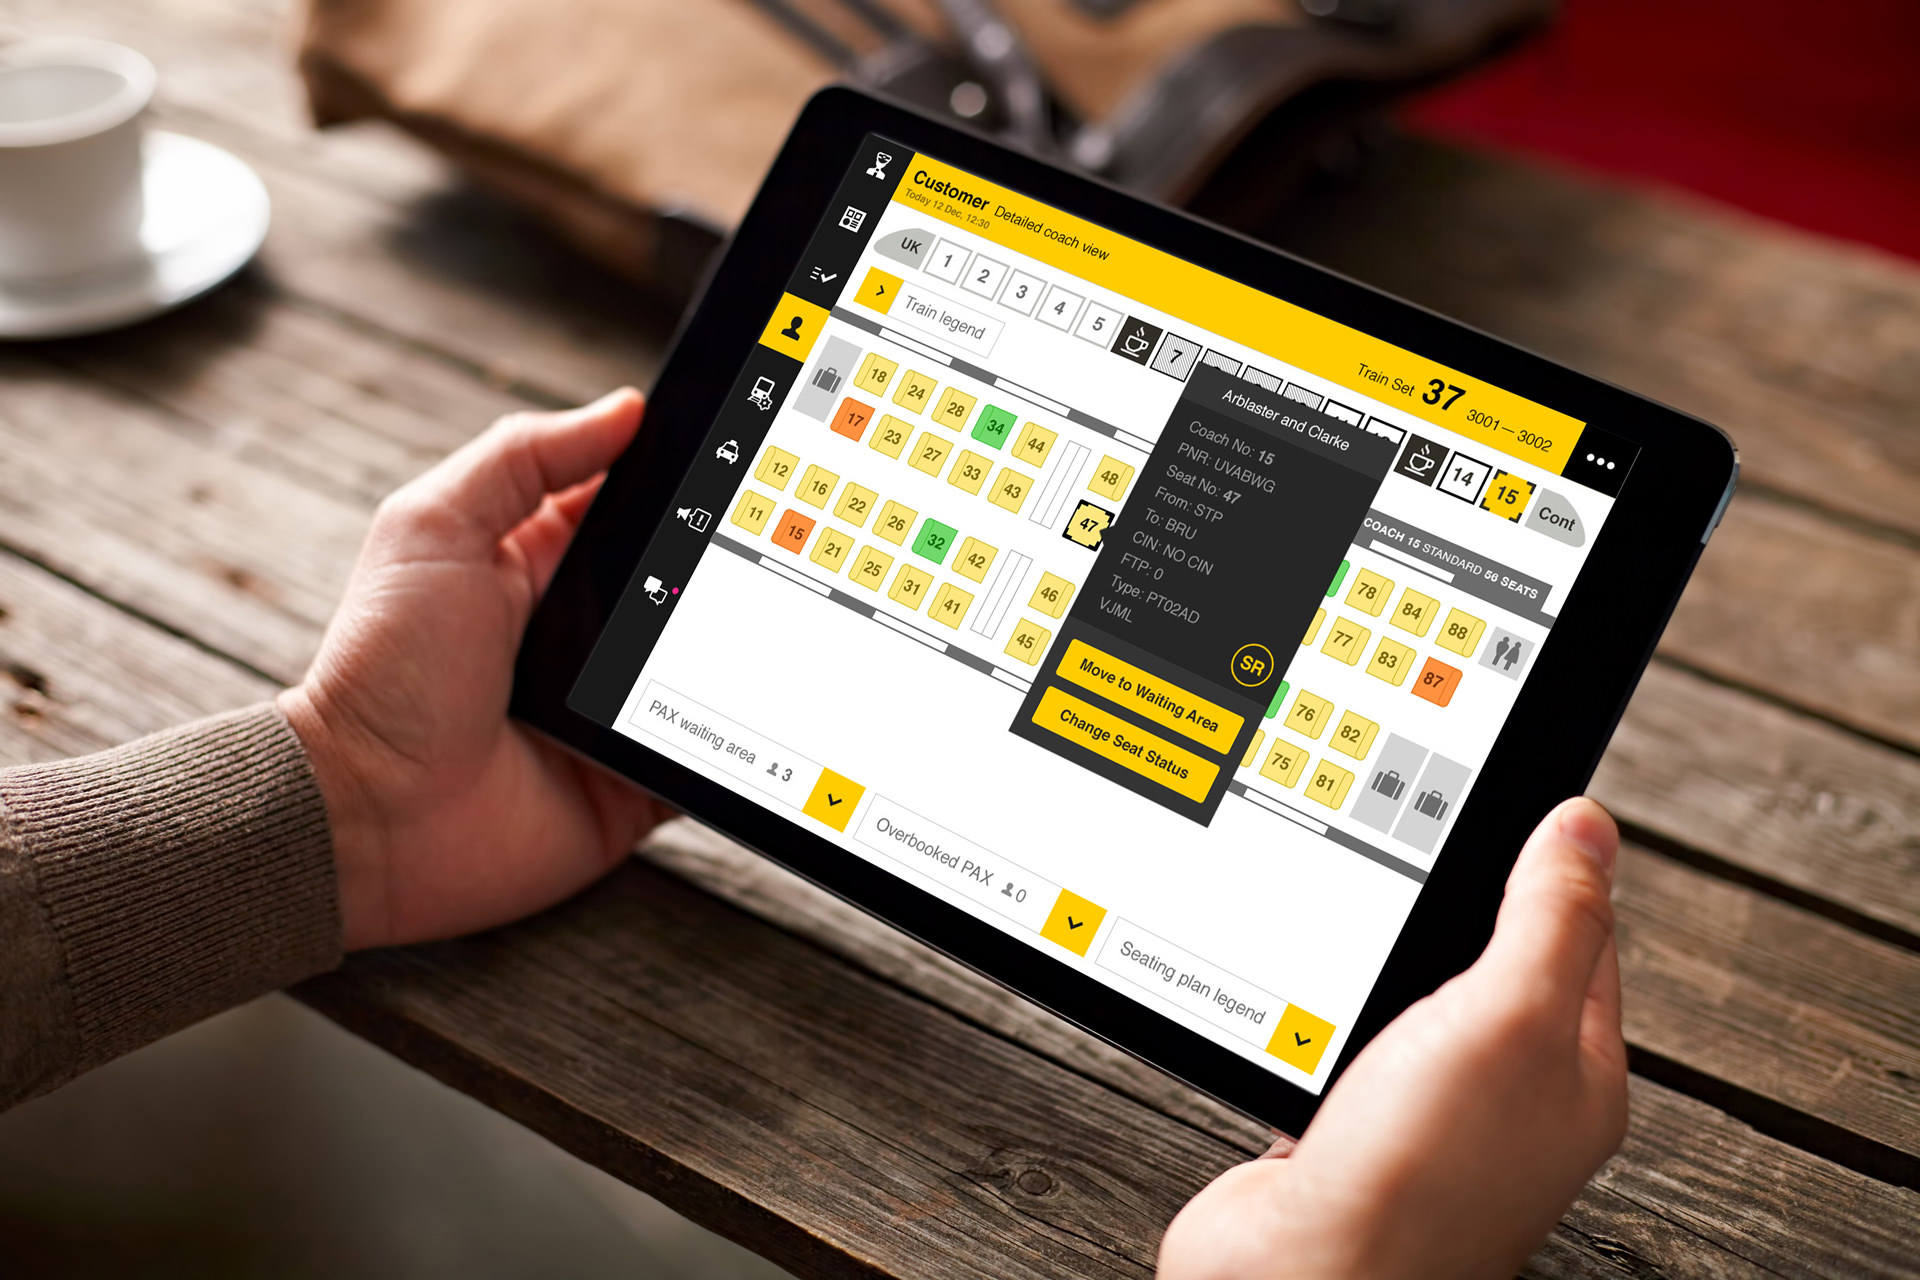 Customer Detailed coach view
Today 12 Dec, 12:30
Train Set 37 3001—3002
UK 1 2 3 4 5 7 14 15 Cont
Train legend
COACH 15 STANDARD 56 SEATS
18 24 28 34 44 48 78 84 88
17 23 27 33 43 47 77 83 87
12 16 22 26 32 42 46 76 82
11 15 21 25 31 41 45 75 81
Arblaster and Clarke
Coach No: 15
PNR: UVABWG
Seat No: 47
From: STP
To: BRU
CIN: NO CIN
FTP: 0
Type: PT02AD
VJML
SR
Move to Waiting Area
Change Seat Status
PAX waiting area 3
Overbooked PAX 0
Seating plan legend